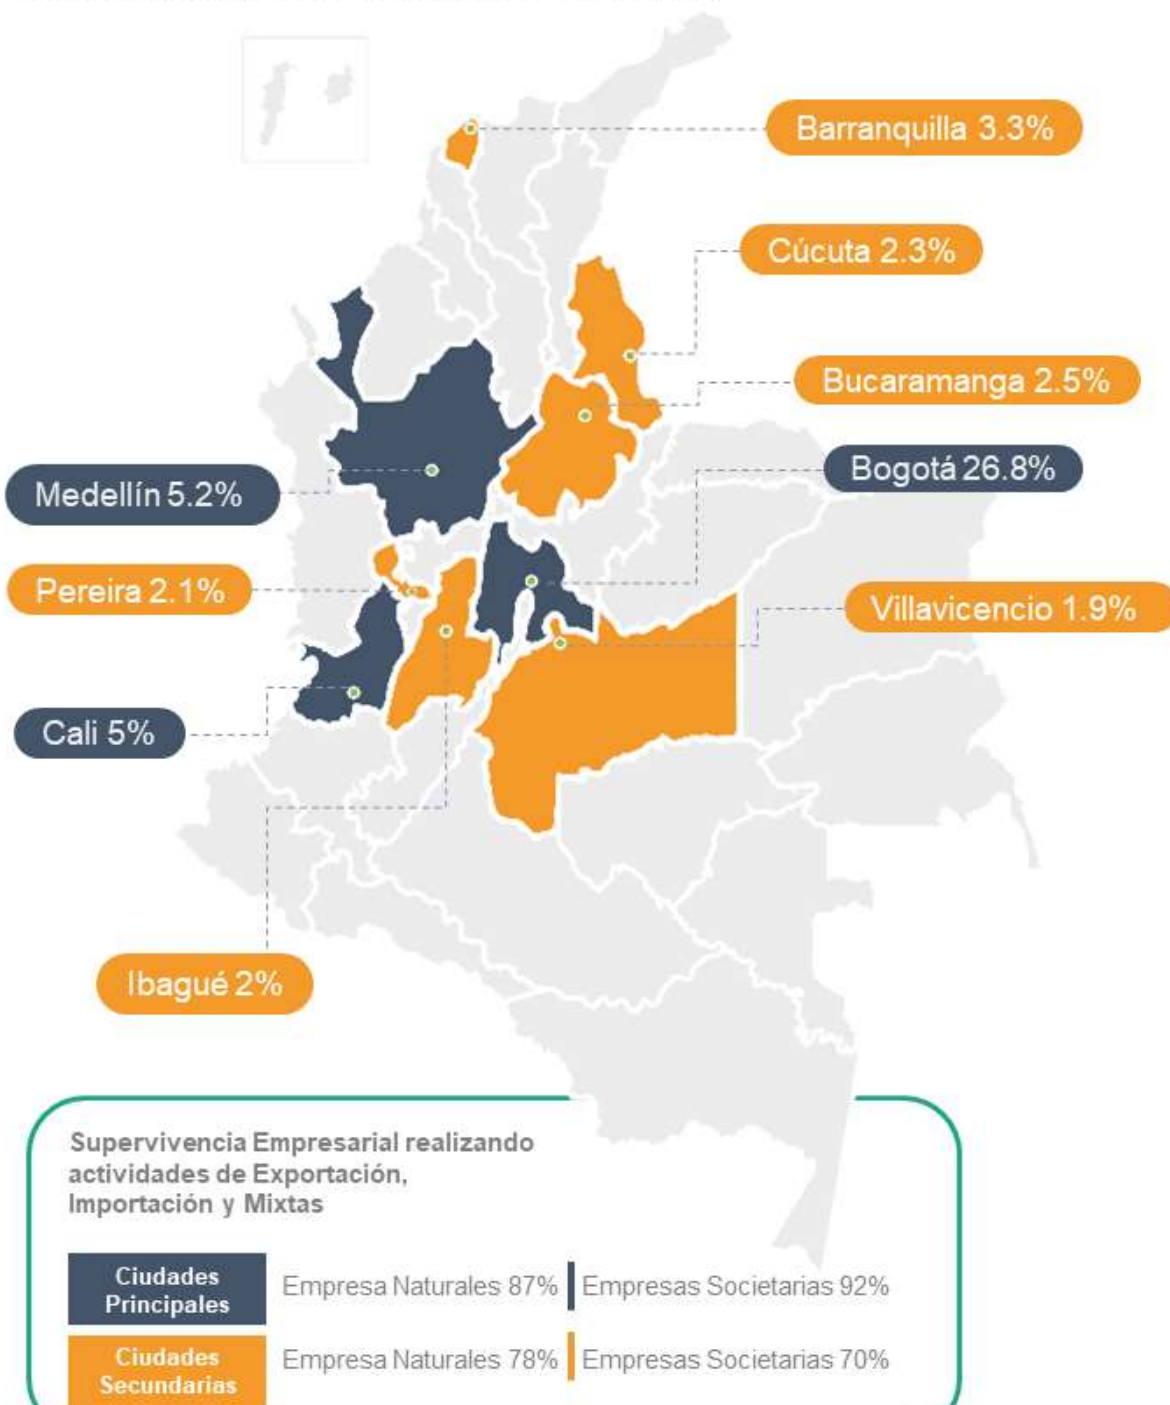 Barranquilla 3.3%
Cúcuta 2.3%
Bucaramanga 2.5%
Bogotá 26.8%
Medellín 5.2%
Pereira 2.1%
Villavicencio 1.9%
Cali 5%
Ibagué 2%
Supervivencia Empresarial realizando
actividades de Exportación,
Importación y Mixtas
Ciudades
Principales
Empresa Naturales 87%
Empresas Societarias 92%
Ciudades
Secundarias
Empresa Naturales 78%
Empresas Societarias 70%